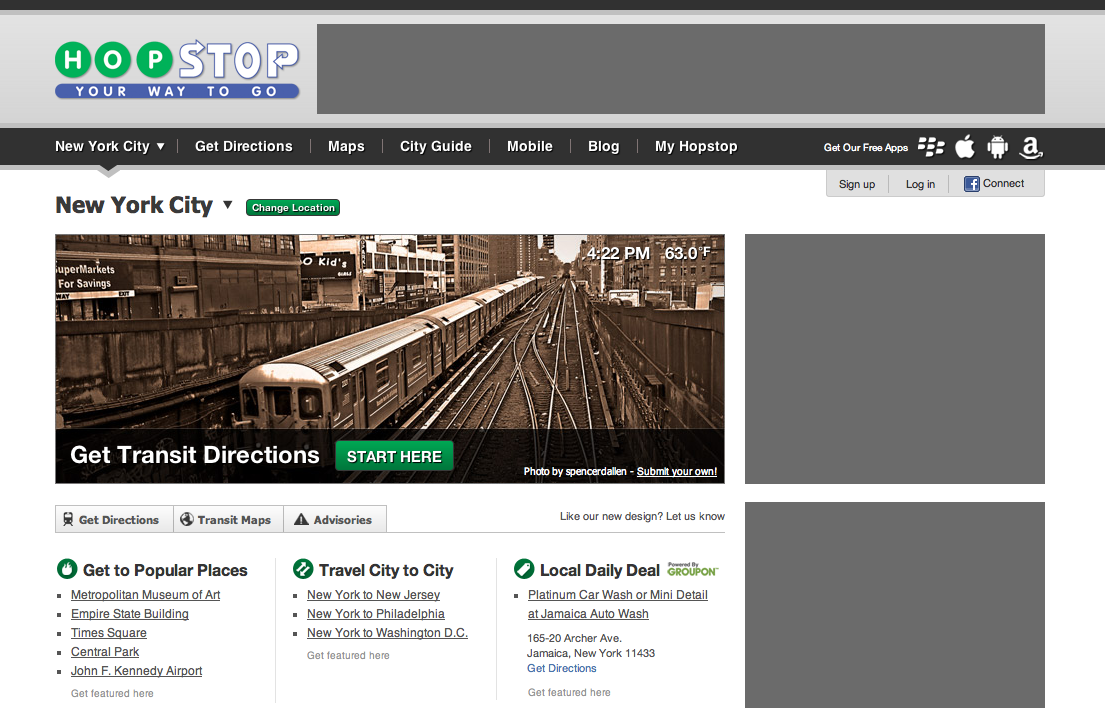 HOPSTOP
YOUR WAY TO GO
New York City ▼ Get Directions Maps City Guide Mobile Blog My Hopstop
Get Our Free Apps
Sign up Log in Connect
New York City ▼ Change Location
4:22 PM 63.0°F
SuperMarkets
For Savings
WAY EXIT
O Kid's
GIRLS
Get Transit Directions START HERE
Photo by spencerdallen - Submit your own!
Get Directions Transit Maps Advisories
Like our new design? Let us know
Get to Popular Places
Metropolitan Museum of Art
Empire State Building
Times Square
Central Park
John F. Kennedy Airport
Get featured here
Travel City to City
New York to New Jersey
New York to Philadelphia
New York to Washington D.C.
Get featured here
Local Daily Deal Powered By GROUPON™
Platinum Car Wash or Mini Detail
at Jamaica Auto Wash
165-20 Archer Ave.
Jamaica, New York 11433
Get Directions
Get featured here